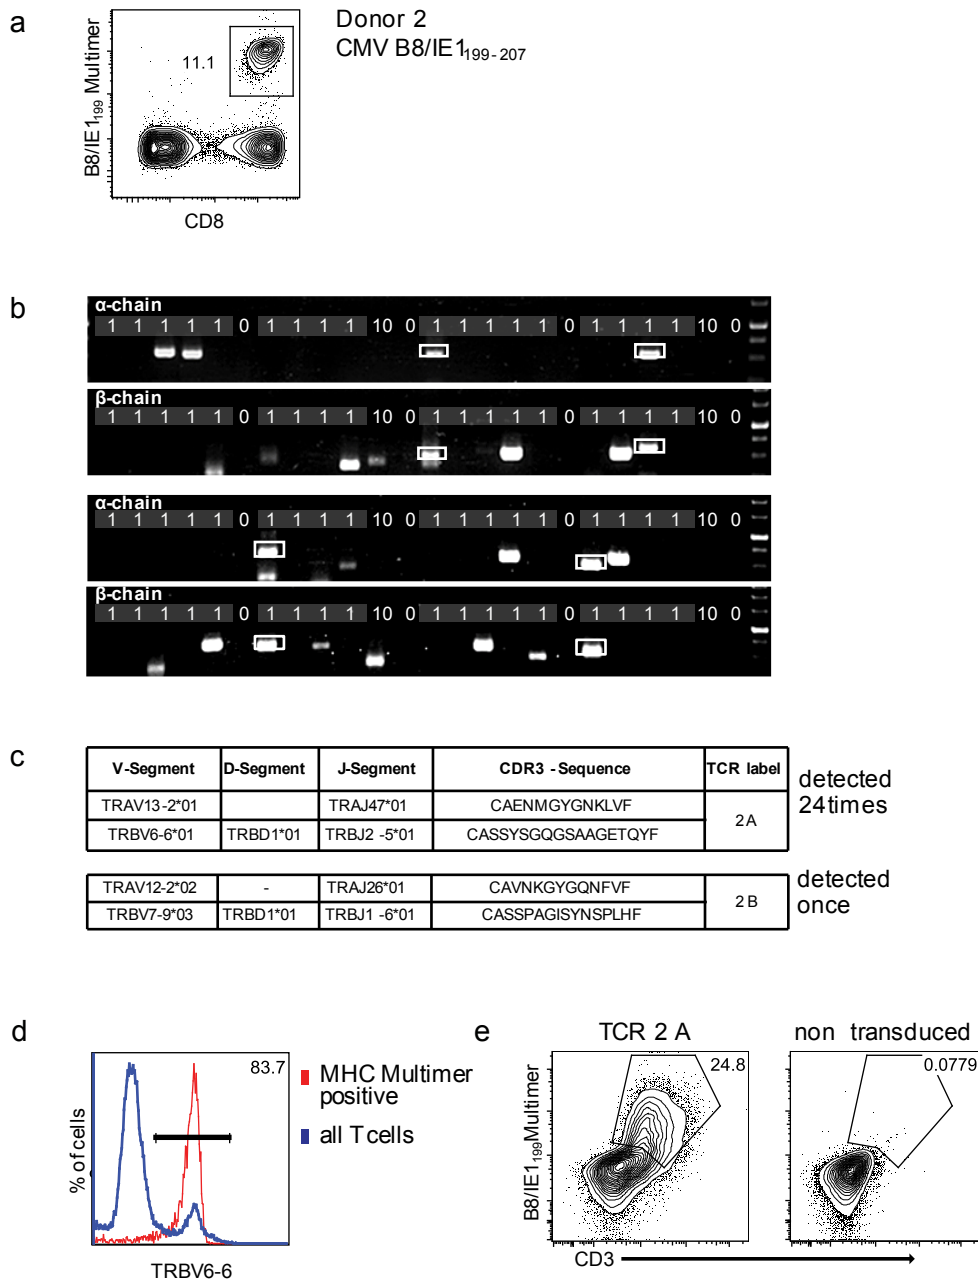 a
Donor 2
CMV B8/IE1199-207
11.1
B8/IE1199 Multimer
CD8
b
α-chain
1 1 1 1 1 0 1 1 1 1 10 0 1 1 1 1 1 0 1 1 1 1 10 0
β-chain
1 1 1 1 1 0 1 1 1 1 10 0 1 1 1 1 1 0 1 1 1 1 10 0
α-chain
1 1 1 1 1 0 1 1 1 1 10 0 1 1 1 1 1 0 1 1 1 1 10 0
β-chain
1 1 1 1 1 0 1 1 1 1 10 0 1 1 1 1 1 0 1 1 1 1 10 0
c
V-Segment D-Segment J-Segment CDR3 - Sequence TCR label
TRAV13-2*01 TRAJ47*01 CAENMGYGNKLVF
TRBV6-6*01 TRBD1*01 TRBJ2 -5*01 CASSYSGQGSAAGETQYF
2A
detected
24times
TRAV12-2*02 - TRAJ26*01 CAVNKGYGQNFVF
TRBV7-9*03 TRBD1*01 TRBJ1 -6*01 CASSPAGISYNSPLHF
2B
detected
once
d
83.7
% of cells
TRBV6-6
MHC Multimer
positive
all Tcells
e
TCR 2 A
non transduced
24.8
0.0779
B8/IE1199Multimer
CD3